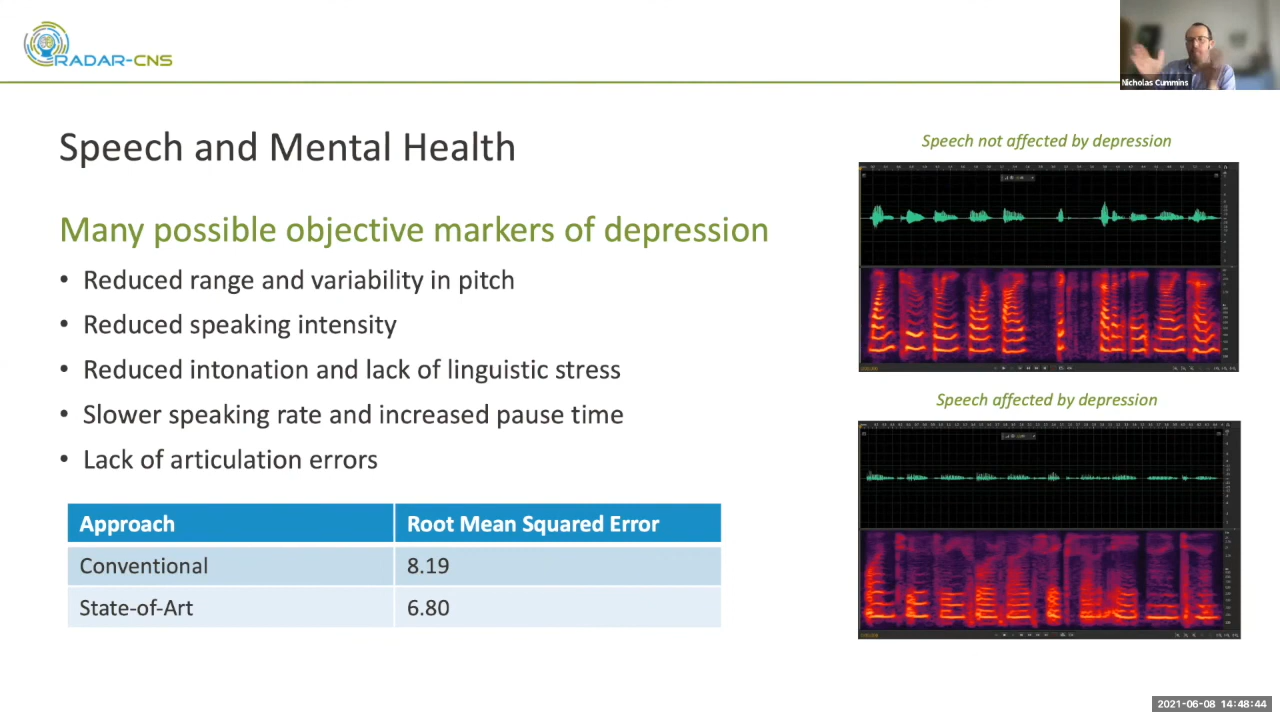 RADAR-CNS
Nicholas Cummins
Speech and Mental Health
Many possible objective markers of depression
• Reduced range and variability in pitch
• Reduced speaking intensity
• Reduced intonation and lack of linguistic stress
• Slower speaking rate and increased pause time
• Lack of articulation errors
Approach Root Mean Squared Error
Conventional 8.19
State-of-Art 6.80
Speech not affected by depression
Speech affected by depression
2021-06-08 14:48:44